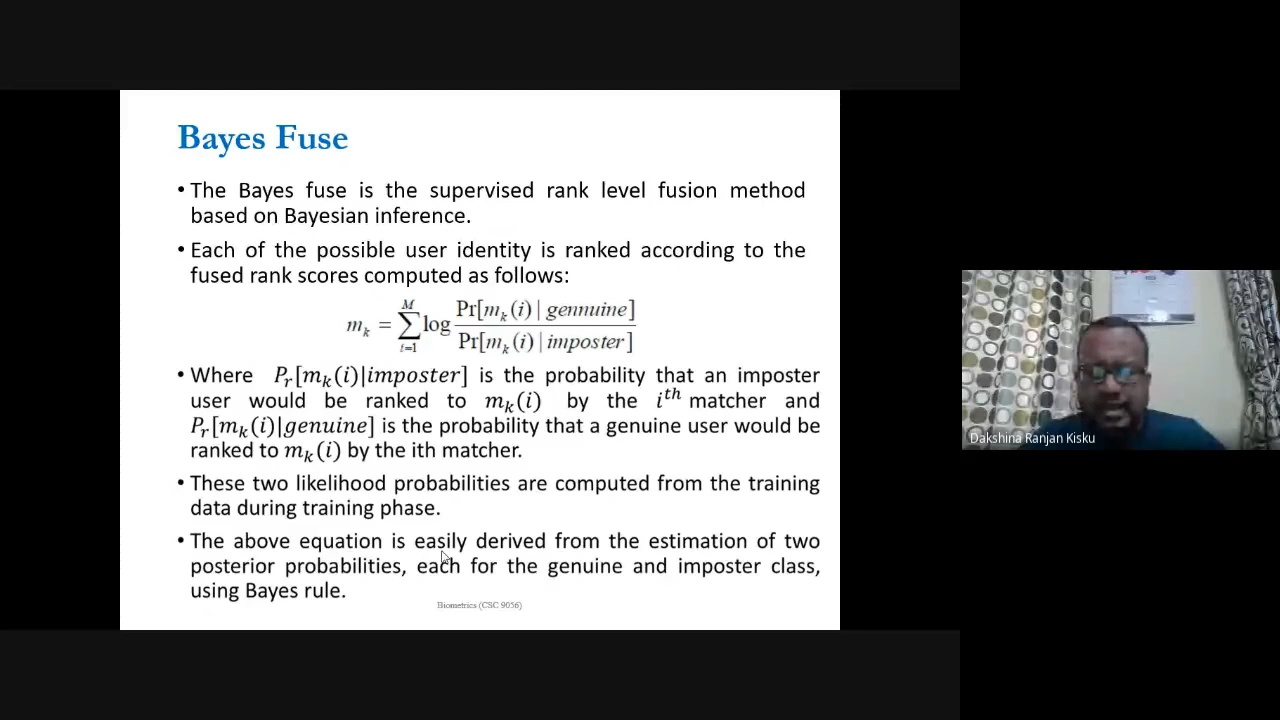 Bayes Fuse
• The Bayes fuse is the supervised rank level fusion method
based on Bayesian inference.
• Each of the possible user identity is ranked according to the
fused rank scores computed as follows:
m_k = \sum_{i=1}^{M} \log \frac{Pr[m_k(i) | gennuine]}{Pr[m_k(i) | imposter]}
• Where P_r[m_k(i)|imposter] is the probability that an imposter
user would be ranked to m_k(i) by the i^{th} matcher and
P_r[m_k(i)|genuine] is the probability that a genuine user would be
ranked to m_k(i) by the ith matcher.
• These two likelihood probabilities are computed from the training
data during training phase.
• The above equation is easily derived from the estimation of two
posterior probabilities, each for the genuine and imposter class,
using Bayes rule.
Biometrics (CSC 9056)
Dakshina Ranjan Kisku